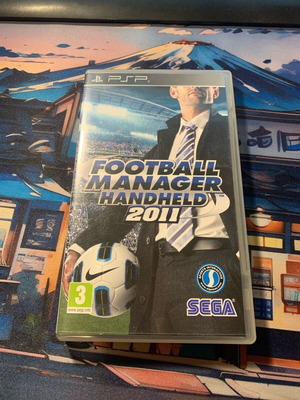 PSP
FOOTBALL
MANAGER
HANDHELD
2011
3
www.pegi.info
SEGA